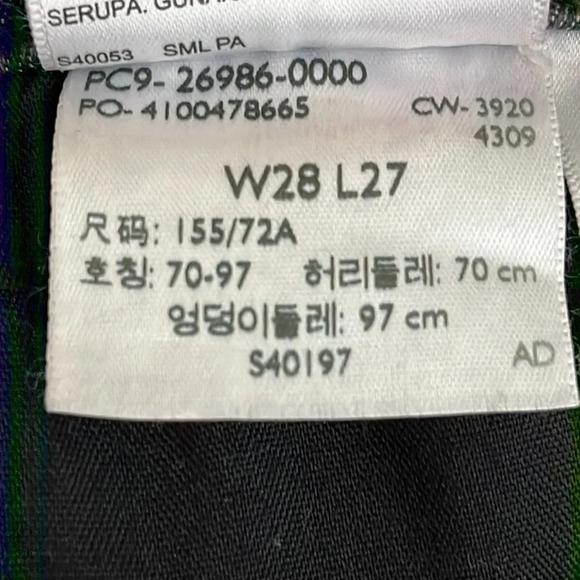 SERUPA.
S40053 SML PA
PC9- 26986-0000
PO- 4100478665 CW- 3920
4309
W28 L27
尺码: 155/72A
호칭: 70-97 허리둘레: 70 cm
엉덩이둘레: 97 cm
S40197 AD